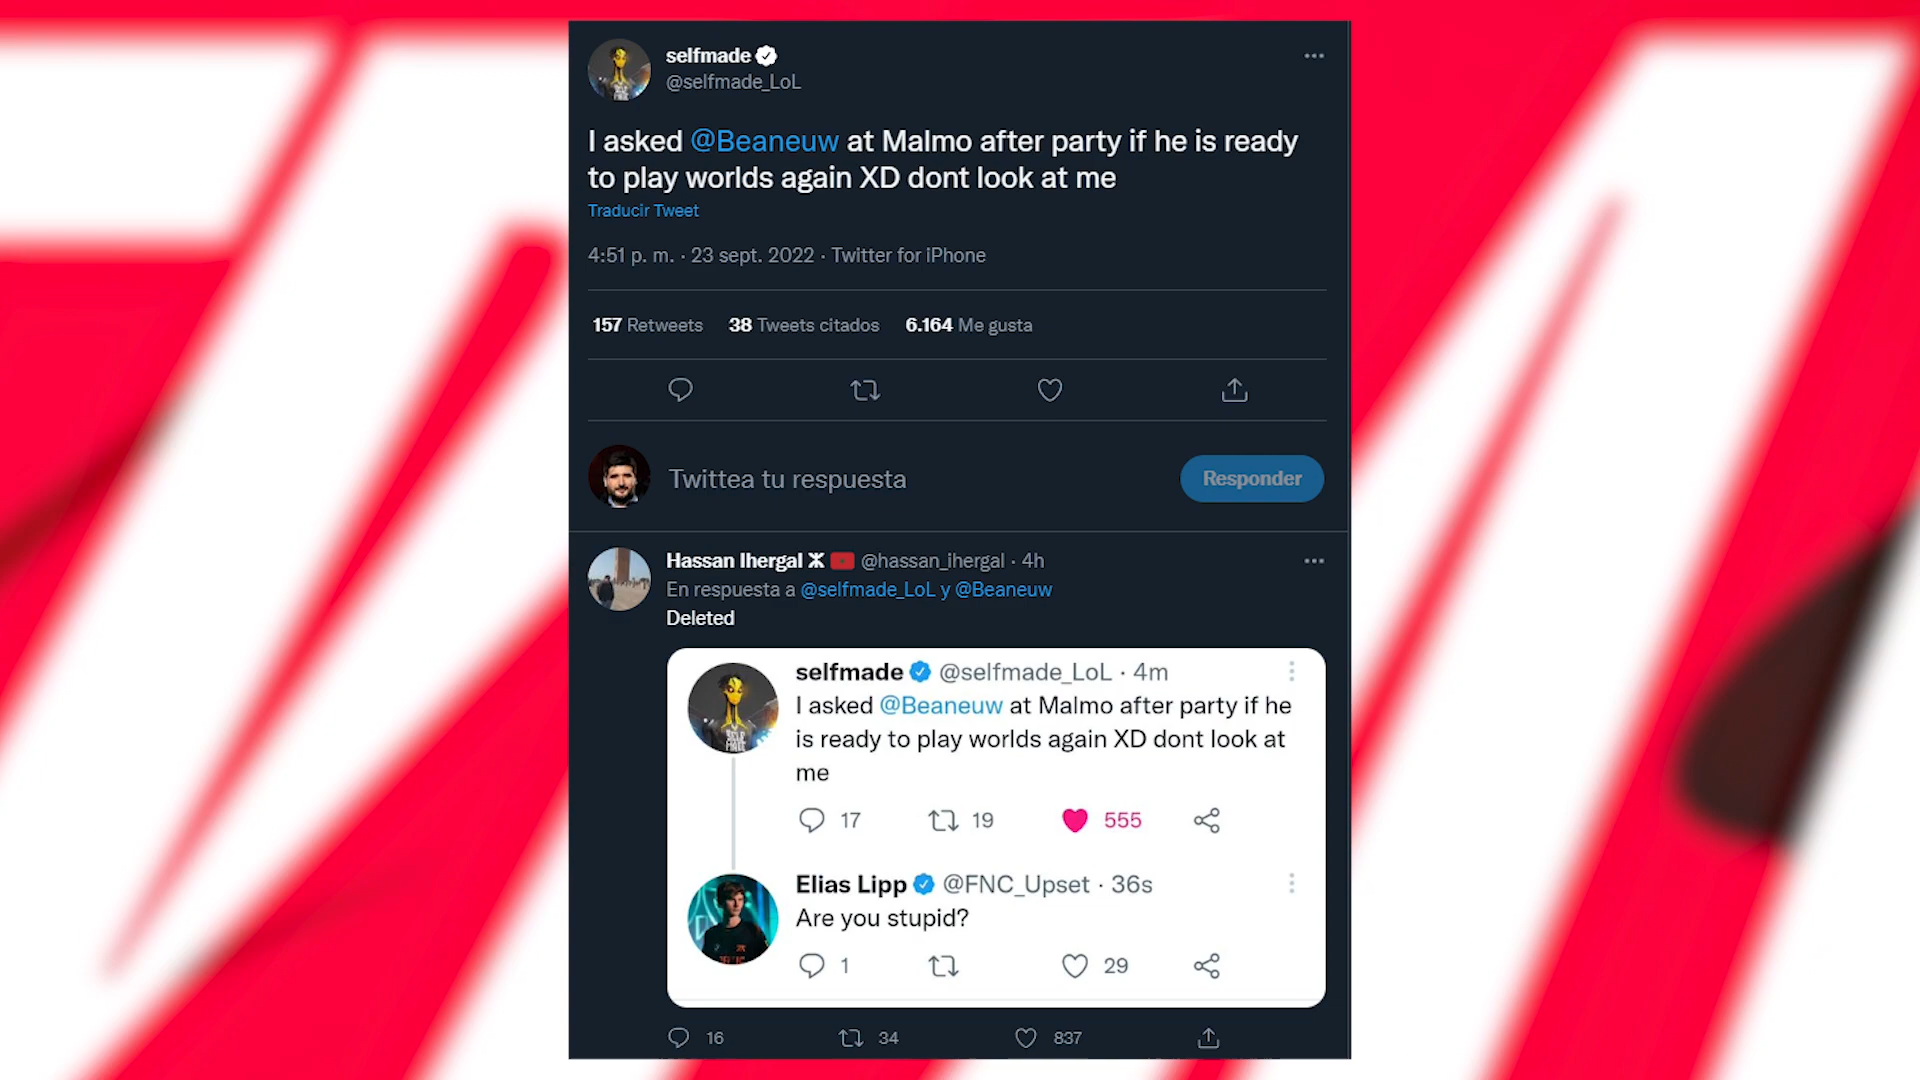 selfmade
@selfmade_LoL
I asked @Beaneuw at Malmo after party if he is ready
to play worlds again XD dont look at me
Traducir Tweet
4:51 p. m. · 23 sept. 2022 · Twitter for iPhone
157 Retweets 38 Tweets citados 6.164 Me gusta
Twittea tu respuesta
Responder
Hassan Ihergal ⵣ @hassan_ihergal · 4h
En respuesta a @selfmade_LoL y @Beaneuw
Deleted
selfmade @selfmade_LoL · 4m
I asked @Beaneuw at Malmo after party if he
is ready to play worlds again XD dont look at
me
17 19 555
Elias Lipp @FNC_Upset · 36s
Are you stupid?
1 29
16 34 837